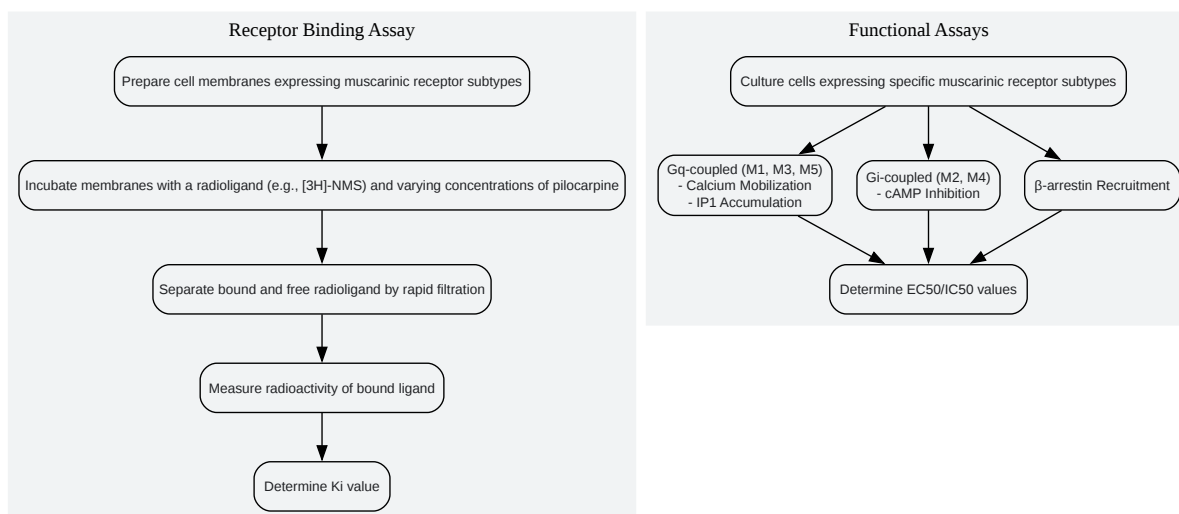 Receptor Binding Assay
Prepare cell membranes expressing muscarinic receptor subtypes
Incubate membranes with a radioligand (e.g., [3H]-NMS) and varying concentrations of pilocarpine
Separate bound and free radioligand by rapid filtration
Measure radioactivity of bound ligand
Determine Ki value
Functional Assays
Culture cells expressing specific muscarinic receptor subtypes
Gq-coupled (M1, M3, M5)
- Calcium Mobilization
- IP1 Accumulation
Gi-coupled (M2, M4)
- cAMP Inhibition
β-arrestin Recruitment
Determine EC50/IC50 values